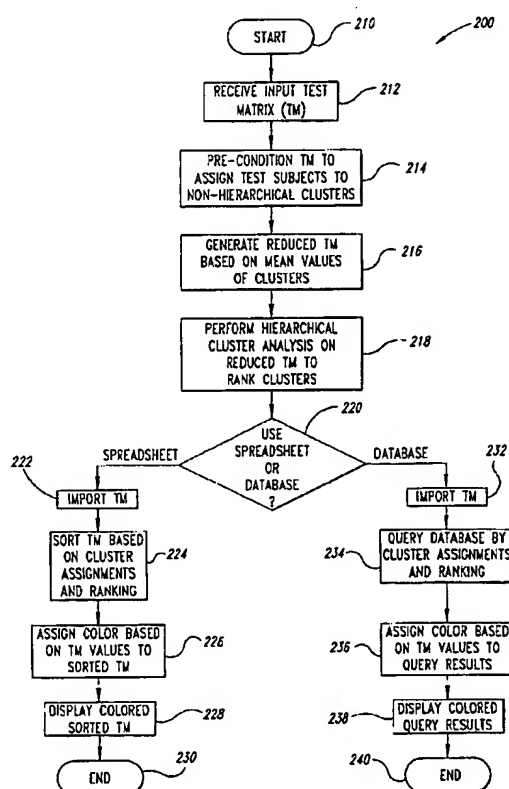 START
210
200
RECEIVE INPUT TEST
MATRIX (TM)
212
PRE-CONDITION TM TO
ASSIGN TEST SUBJECTS TO
NON-HIERARCHICAL CLUSTERS
214
GENERATE REDUCED TM
BASED ON MEAN VALUES
OF CLUSTERS
216
PERFORM HIERARCHICAL
CLUSTER ANALYSIS ON
REDUCED TM TO
RANK CLUSTERS
218
220
USE
SPREADSHEET
OR
DATABASE
?
SPREADSHEET
DATABASE
222
IMPORT TM
SORT TM BASED
ON CLUSTER
ASSIGNMENTS
AND RANKING
224
ASSIGN COLOR BASED
ON TM VALUES TO
SORTED TM
226
DISPLAY COLORED
SORTED TM
228
END
230
232
IMPORT TM
QUERY DATABASE BY
CLUSTER ASSIGNMENTS
AND RANKING
234
ASSIGN COLOR BASED
ON TM VALUES TO
QUERY RESULTS
236
DISPLAY COLORED
QUERY RESULTS
238
END
240